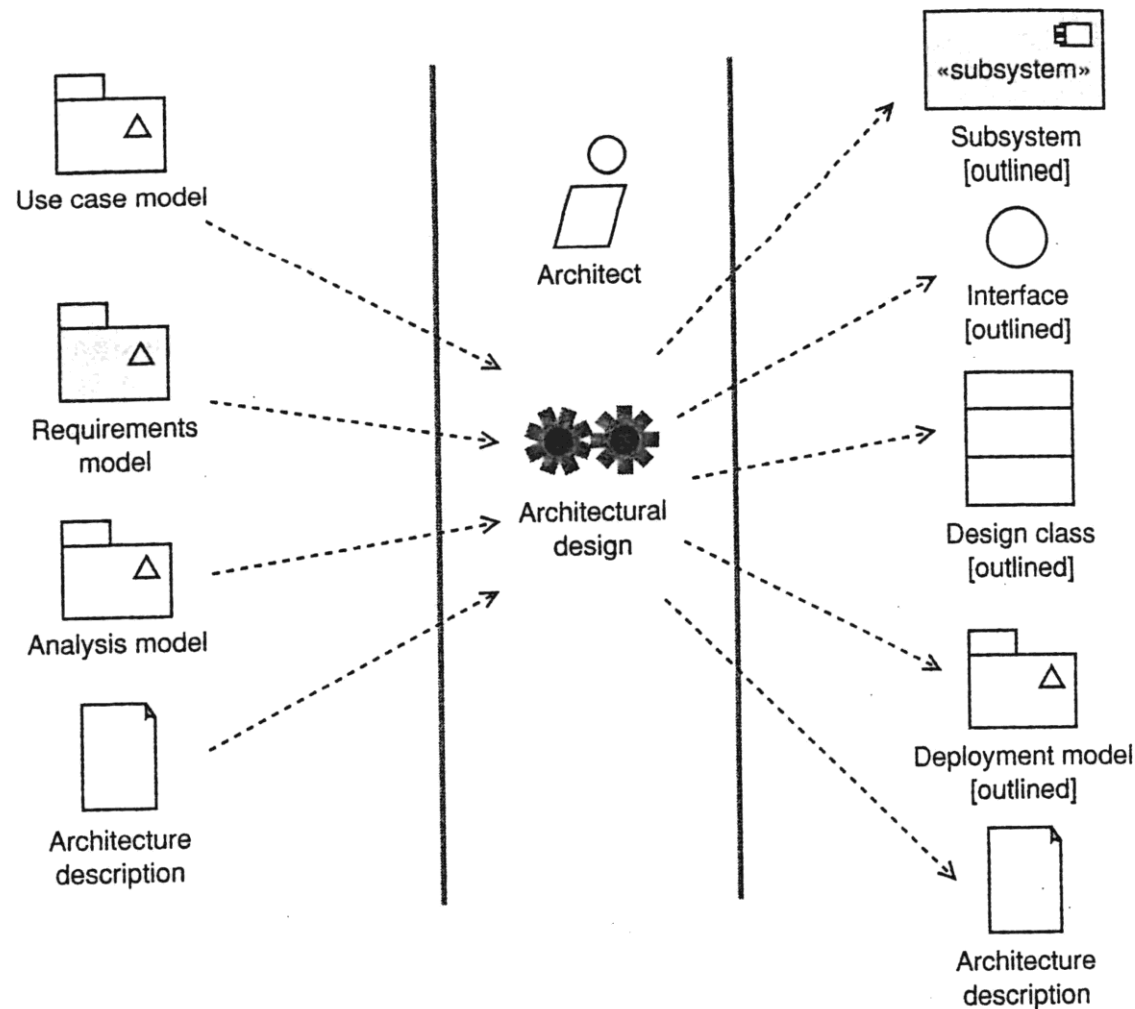 Use case model
Requirements
model
Analysis model
Architecture
description
Architect
Architectural
design
«subsystem»
Subsystem
[outlined]
Interface
[outlined]
Design class
[outlined]
Deployment model
[outlined]
Architecture
description